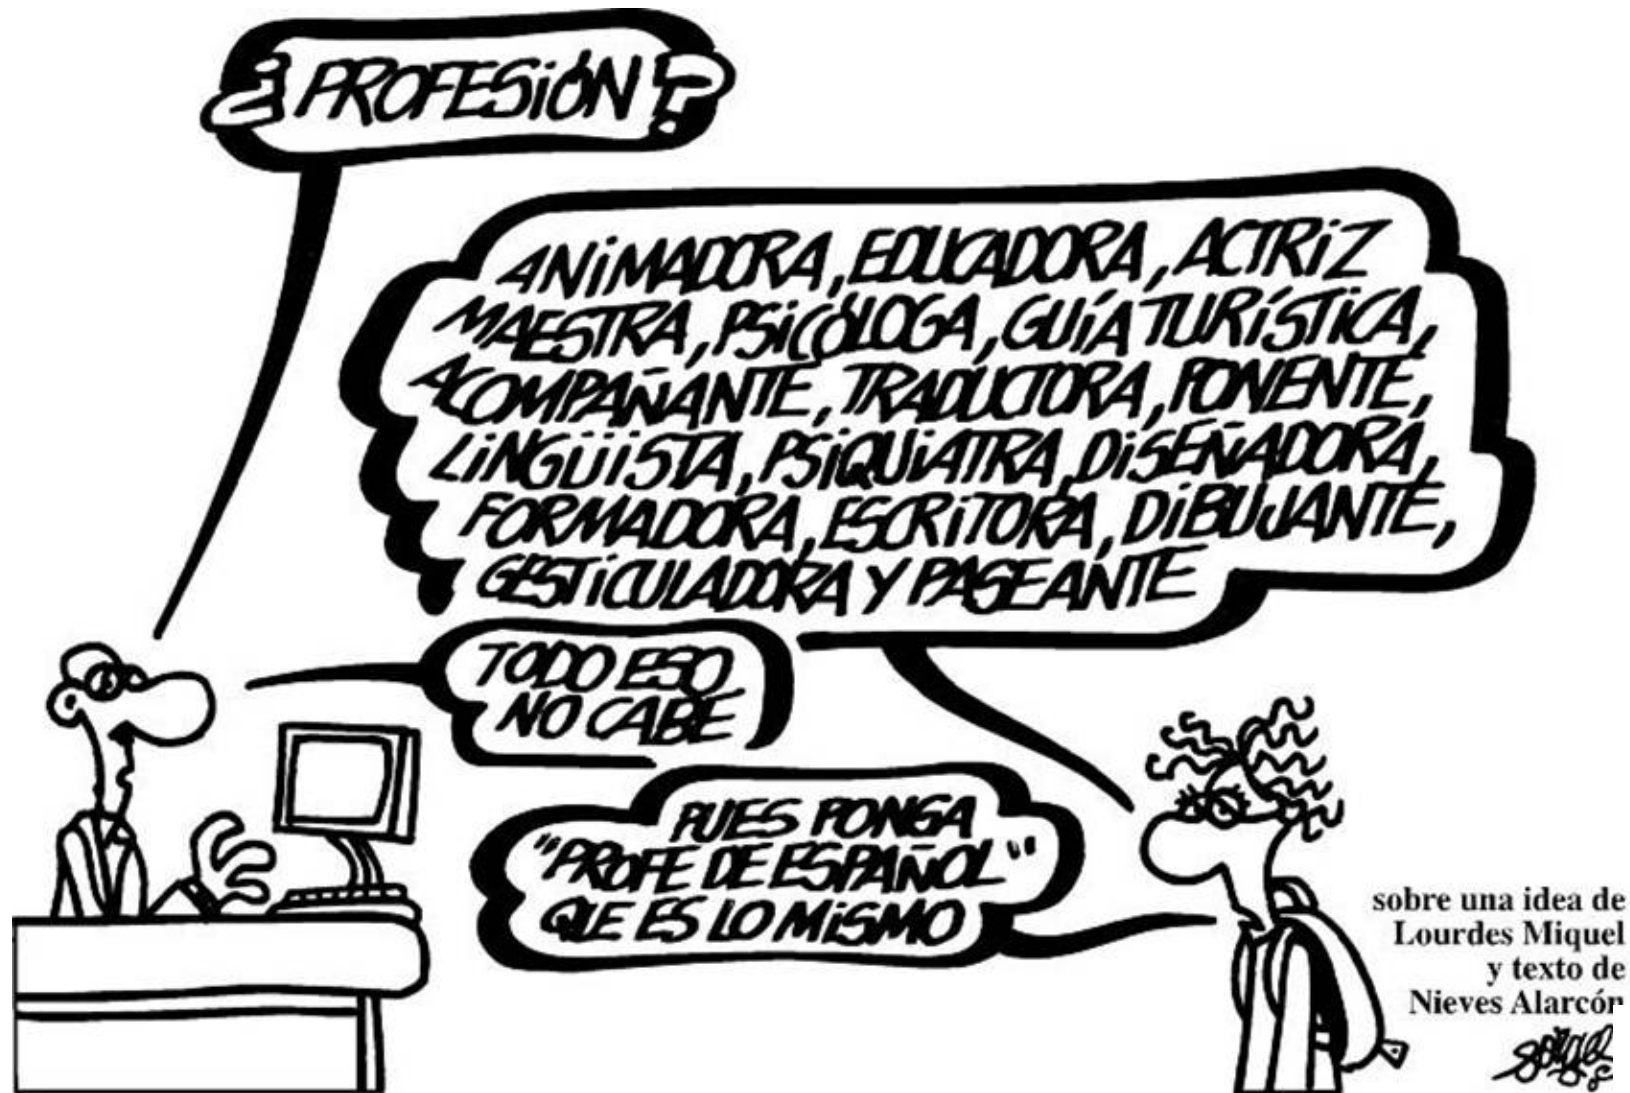 ¿PROFESIÓN?
ANIMADORA, EDUCADORA, ACTRIZ
MAESTRA, PSICÓLOGA, GUÍA TURÍSTICA,
ACOMPAÑANTE, TRADUCTORA, PONENTE,
LINGÜISTA, PSIQUIATRA, DISEÑADORA,
FORMADORA, ESCRITORA, DIBUJANTE,
GESTICULADORA Y PASEANTE
TODO ESO
NO CABE
PUES PONGA
"PROFE DE ESPAÑOL"
QUE ES LO MISMO
sobre una idea de
Lourdes Miquel
y texto de
Nieves Alarcón
Forges